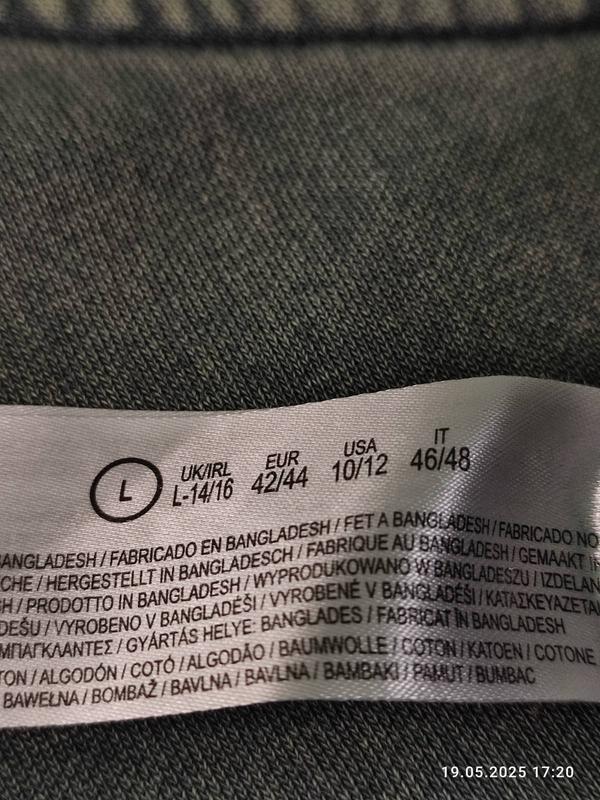 L
UK/IRL EUR USA IT
L-14/16 42/44 10/12 46/48
BANGLADESH / FABRICADO EN BANGLADESH / FET A BANGLADESH / FABRICADO NO
CHE / HERGESTELLT IN BANGLADESCH / FABRIQUE AU BANGLADESH / GEMAAKT
H / PRODOTTO IN BANGLADESH / WYPRODUKOWANO W BANGLADESZU / IZDELAN
DEŠU / VYROBENO V BANGLADÉŠI / VYROBENÉ V BANGLADÉŠI / ΚΑΤΑΣΚΕΥΑΖΕΤΑΙ
ΜΠΑΓΚΛΑΝΤΕΣ / GYÁRTÁS HELYE: BANGLADES / FABRICAT ÎN BANGLADESH
TON / ALGODÓN / COTÓ / ALGODÃO / BAUMWOLLE / COTON / KATOEN / COTONE
BAWEŁNA / BOMBAŽ / BAVLNA / BAVLNA / BAMBAKI / PAMUT / BUMBAC
19.05.2025 17:20